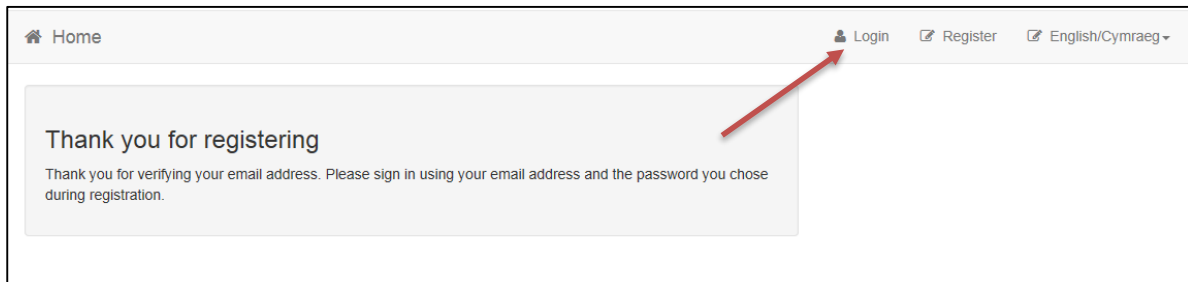 Home Login Register English/Cymraeg
Thank you for registering
Thank you for verifying your email address. Please sign in using your email address and the password you chose
during registration.